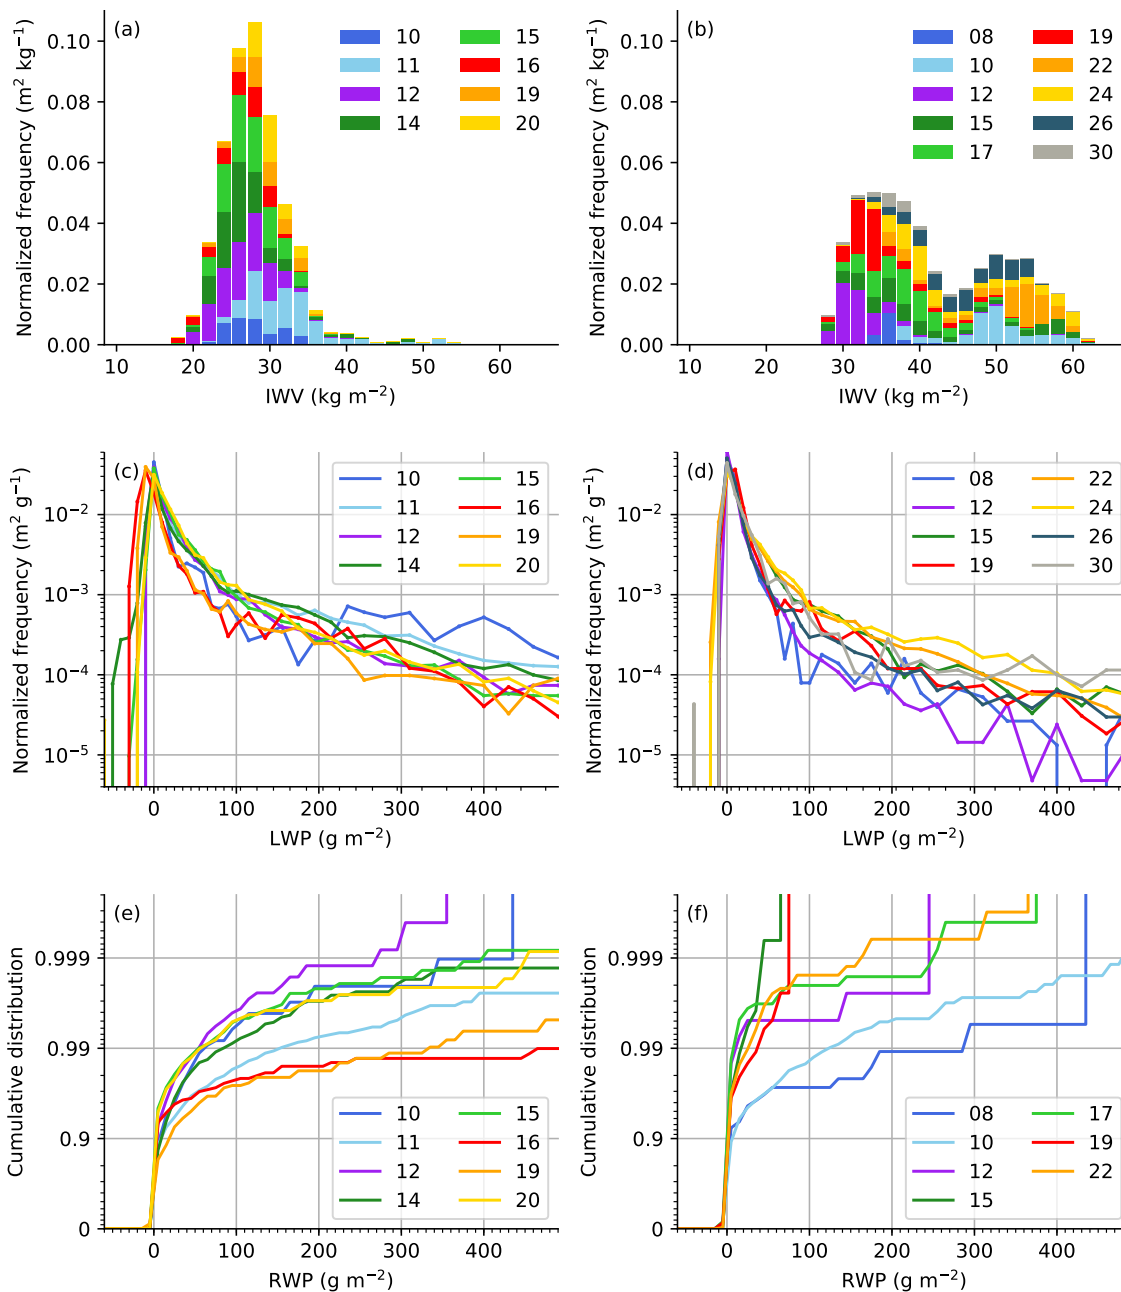 (a)
10 15
11 16
12 19
14 20
Normalized frequency (m² kg⁻¹)
0.10
0.08
0.06
0.04
0.02
0.00
10 20 30 40 50 60
IWV (kg m⁻²)
(b)
08 19
10 22
12 24
15 26
17 30
Normalized frequency (m² kg⁻¹)
0.10
0.08
0.06
0.04
0.02
0.00
10 20 30 40 50 60
IWV (kg m⁻²)
(c)
10 15
11 16
12 19
14 20
Normalized frequency (m² g⁻¹)
10⁻²
10⁻³
10⁻⁴
10⁻⁵
0 100 200 300 400
LWP (g m⁻²)
(d)
08 22
12 24
15 26
19 30
Normalized frequency (m² g⁻¹)
10⁻²
10⁻³
10⁻⁴
10⁻⁵
0 100 200 300 400
LWP (g m⁻²)
(e)
10 15
11 16
12 19
14 20
Cumulative distribution
0.999
0.99
0.9
0
0 100 200 300 400
RWP (g m⁻²)
(f)
08 17
10 19
12 22
15
Cumulative distribution
0.999
0.99
0.9
0
0 100 200 300 400
RWP (g m⁻²)